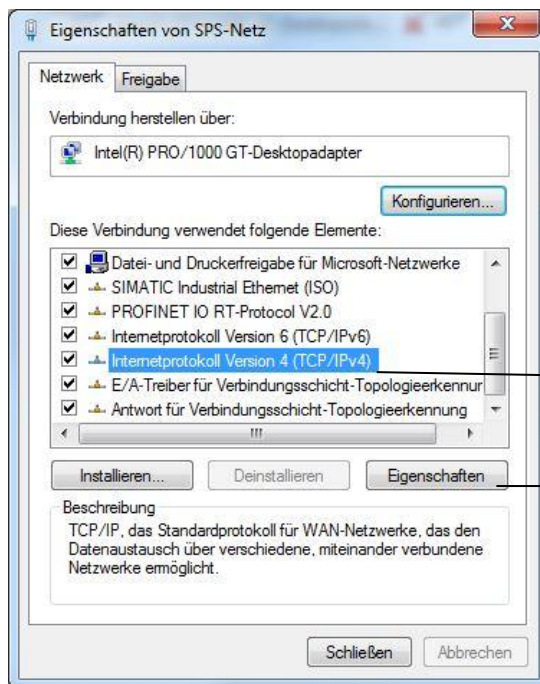 Eigenschaften von SPS-Netz
Netzwerk
Freigabe
Verbindung herstellen über:
Intel(R) PRO/1000 GT-Desktopadapter
Konfigurieren...
Diese Verbindung verwendet folgende Elemente:
Datei- und Druckerfreigabe für Microsoft-Netzwerke
SIMATIC Industrial Ethernet (ISO)
PROFINET IO RT-Protocol V2.0
Internetprotokoll Version 6 (TCP/IPv6)
Internetprotokoll Version 4 (TCP/IPv4)
E/A-Treiber für Verbindungsschicht-Topologieerkennur
Antwort für Verbindungsschicht-Topologieerkennung
Installieren...
Deinstallieren
Eigenschaften
Beschreibung
TCP/IP, das Standardprotokoll für WAN-Netzwerke, das den
Datenaustausch über verschiedene, miteinander verbundene
Netzwerke ermöglicht.
Schließen
Abbrechen